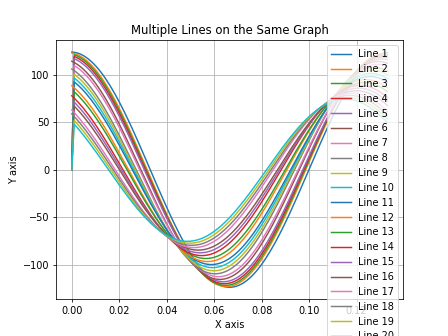 Multiple Lines on the Same Graph
Y axis
100
50
0
−50
−100
0.00
0.02
0.04
0.06
0.08
0.10
X axis
Line 1
Line 2
Line 3
Line 4
Line 5
Line 6
Line 7
Line 8
Line 9
Line 10
Line 11
Line 12
Line 13
Line 14
Line 15
Line 16
Line 17
Line 18
Line 19
Line 20